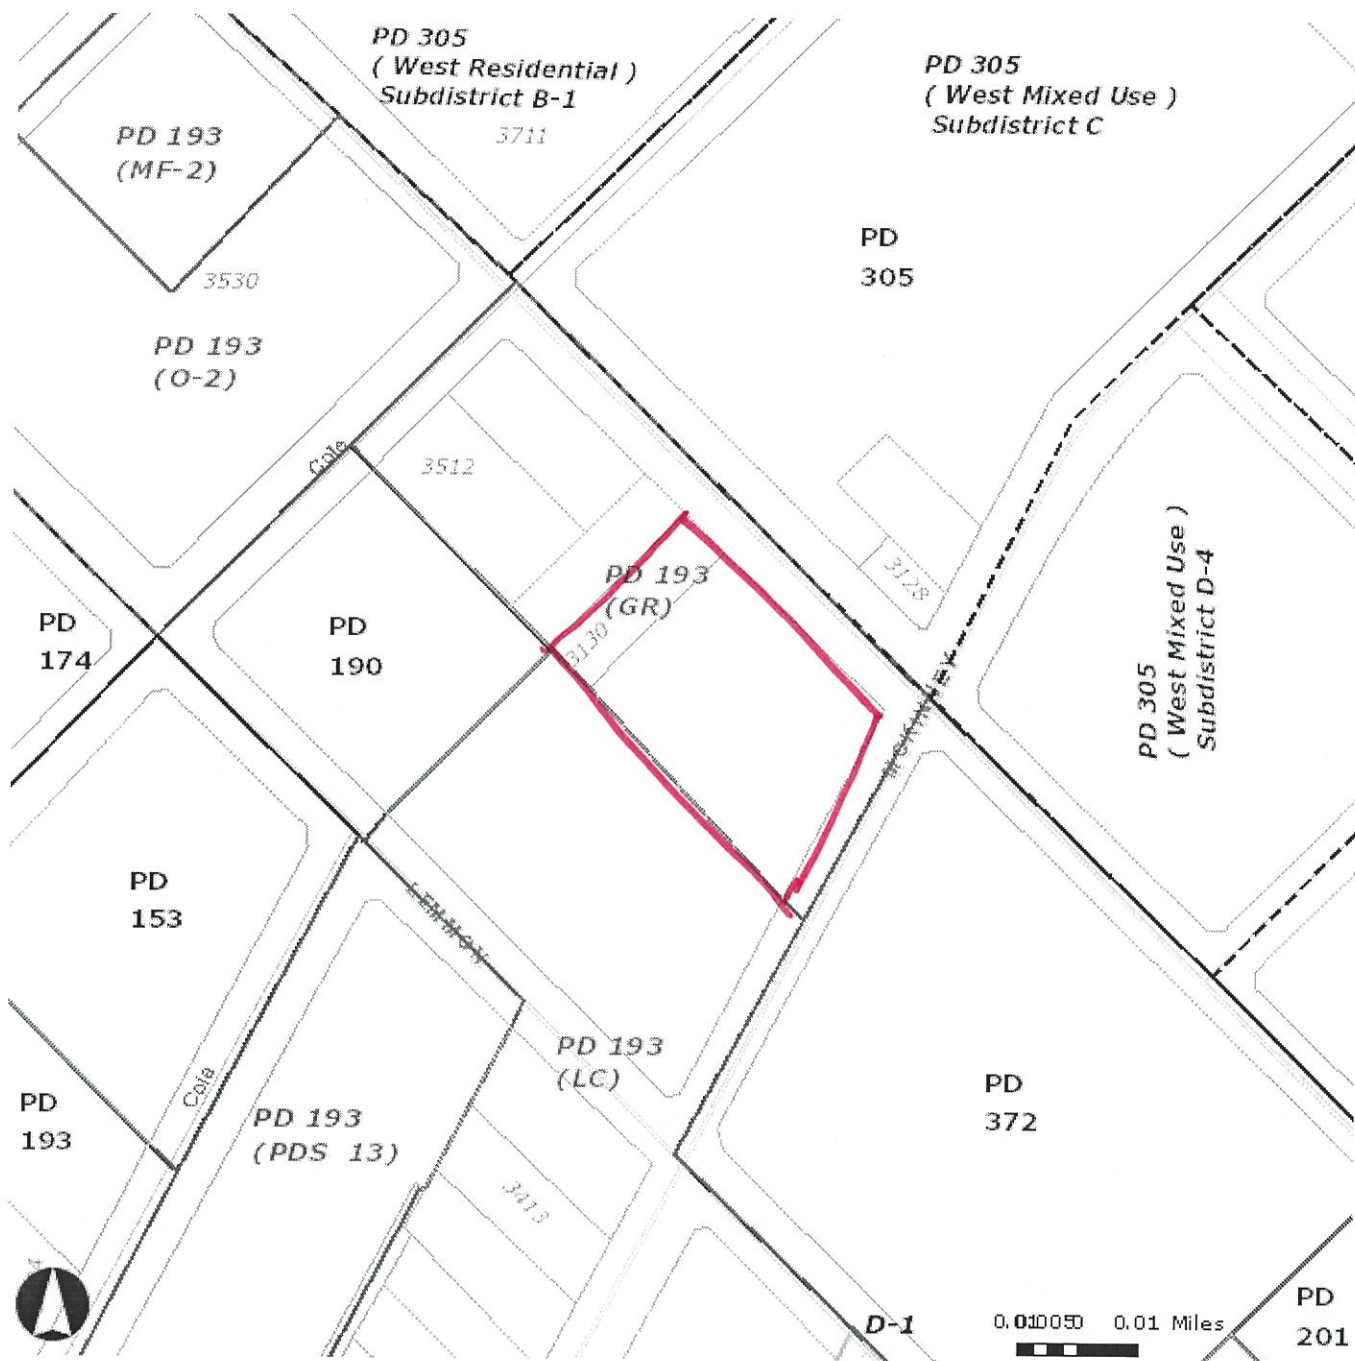 PD 305
( West Residential )
Subdistrict B-1
3711
PD 305
( West Mixed Use )
Subdistrict C
PD 193
(MF-2)
PD
305
3530
PD 193
(O-2)
Cole
3512
PD 193
(GR)
3130
3128
PD 305
( West Mixed Use )
Subdistrict D-4
PD
174
PD
190
MCKINNEY
PD
153
LEMMON
PD 193
(LC)
Cole
PD
193
PD 193
(PDS 13)
3413
PD
372
D-1
0.01 Miles
PD
201